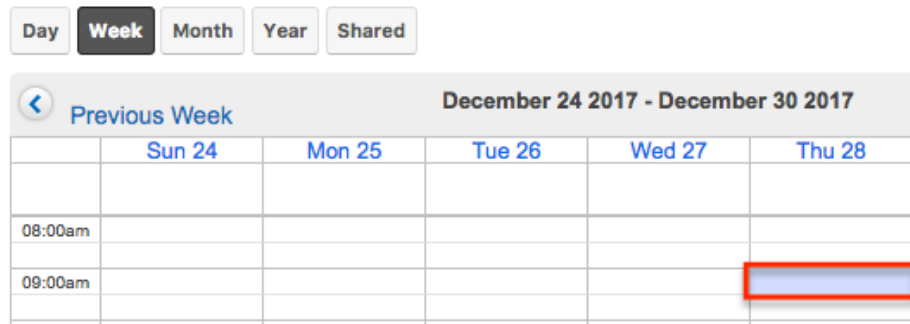 Day Week Month Year Shared
Previous Week December 24 2017 - December 30 2017
Sun 24 Mon 25 Tue 26 Wed 27 Thu 28
08:00am
09:00am